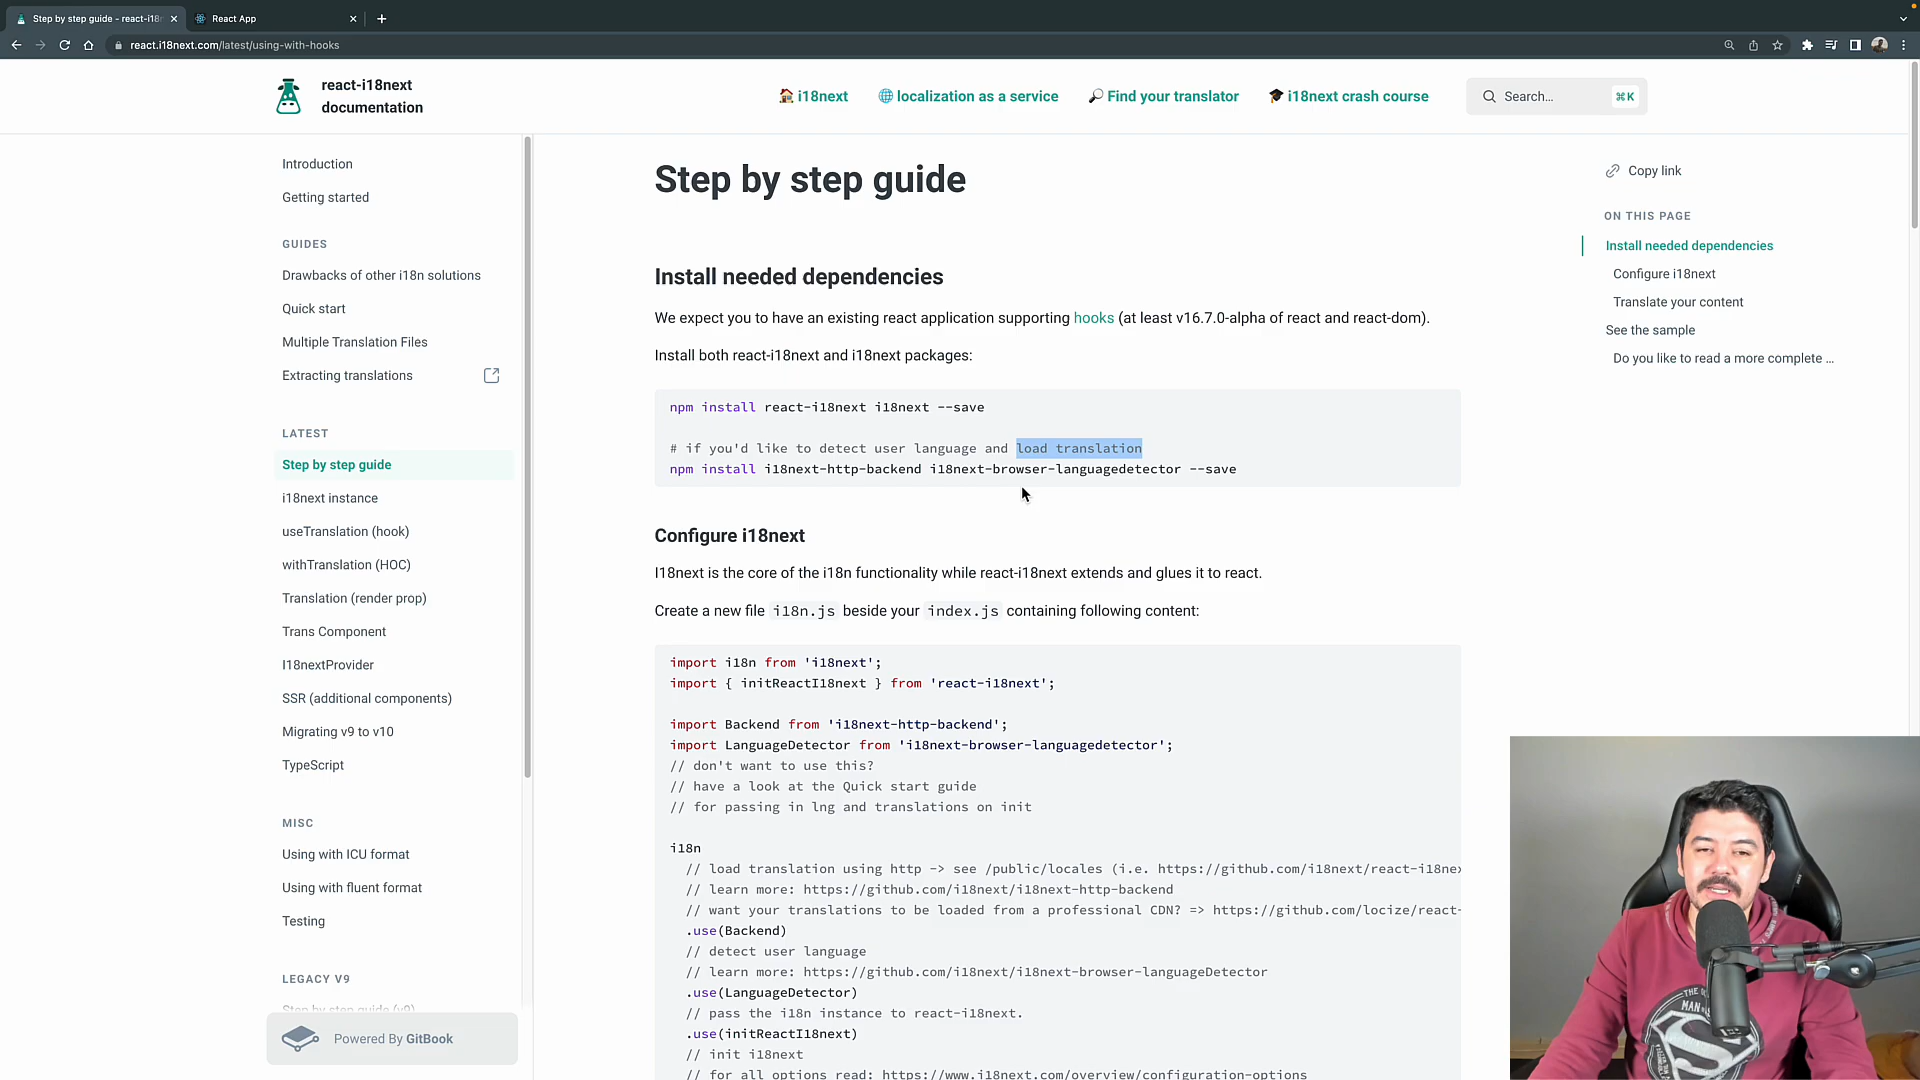 Step by step guide - react-i18n
React App
react.i18next.com/latest/using-with-hooks
react-i18next
documentation
i18next
localization as a service
Find your translator
i18next crash course
Search...
⌘K
Introduction
Getting started
GUIDES
Drawbacks of other i18n solutions
Quick start
Multiple Translation Files
Extracting translations
LATEST
Step by step guide
i18next instance
useTranslation (hook)
withTranslation (HOC)
Translation (render prop)
Trans Component
I18nextProvider
SSR (additional components)
Migrating v9 to v10
TypeScript
MISC
Using with ICU format
Using with fluent format
Testing
LEGACY V9
Step by step guide (v9)
Powered By GitBook
Step by step guide
Install needed dependencies
We expect you to have an existing react application supporting hooks (at least v16.7.0-alpha of react and react-dom).
Install both react-i18next and i18next packages:
npm install react-i18next i18next --save
# if you'd like to detect user language and load translation
npm install i18next-http-backend i18next-browser-languagedetector --save
Configure i18next
I18next is the core of the i18n functionality while react-i18next extends and glues it to react.
Create a new file i18n.js beside your index.js containing following content:
import i18n from 'i18next';
import { initReactI18next } from 'react-i18next';
import Backend from 'i18next-http-backend';
import LanguageDetector from 'i18next-browser-languagedetector';
// don't want to use this?
// have a look at the Quick start guide
// for passing in lng and translations on init
i18n
// load translation using http -> see /public/locales (i.e. https://github.com/i18next/react-i18nex
// learn more: https://github.com/i18next/i18next-http-backend
// want your translations to be loaded from a professional CDN? => https://github.com/locize/react-
.use(Backend)
// detect user language
// learn more: https://github.com/i18next/i18next-browser-languageDetector
.use(LanguageDetector)
// pass the i18n instance to react-i18next.
.use(initReactI18next)
// init i18next
// for all options read: https://www.i18next.com/overview/configuration-options
Copy link
ON THIS PAGE
Install needed dependencies
Configure i18next
Translate your content
See the sample
Do you like to read a more complete ...
MAN